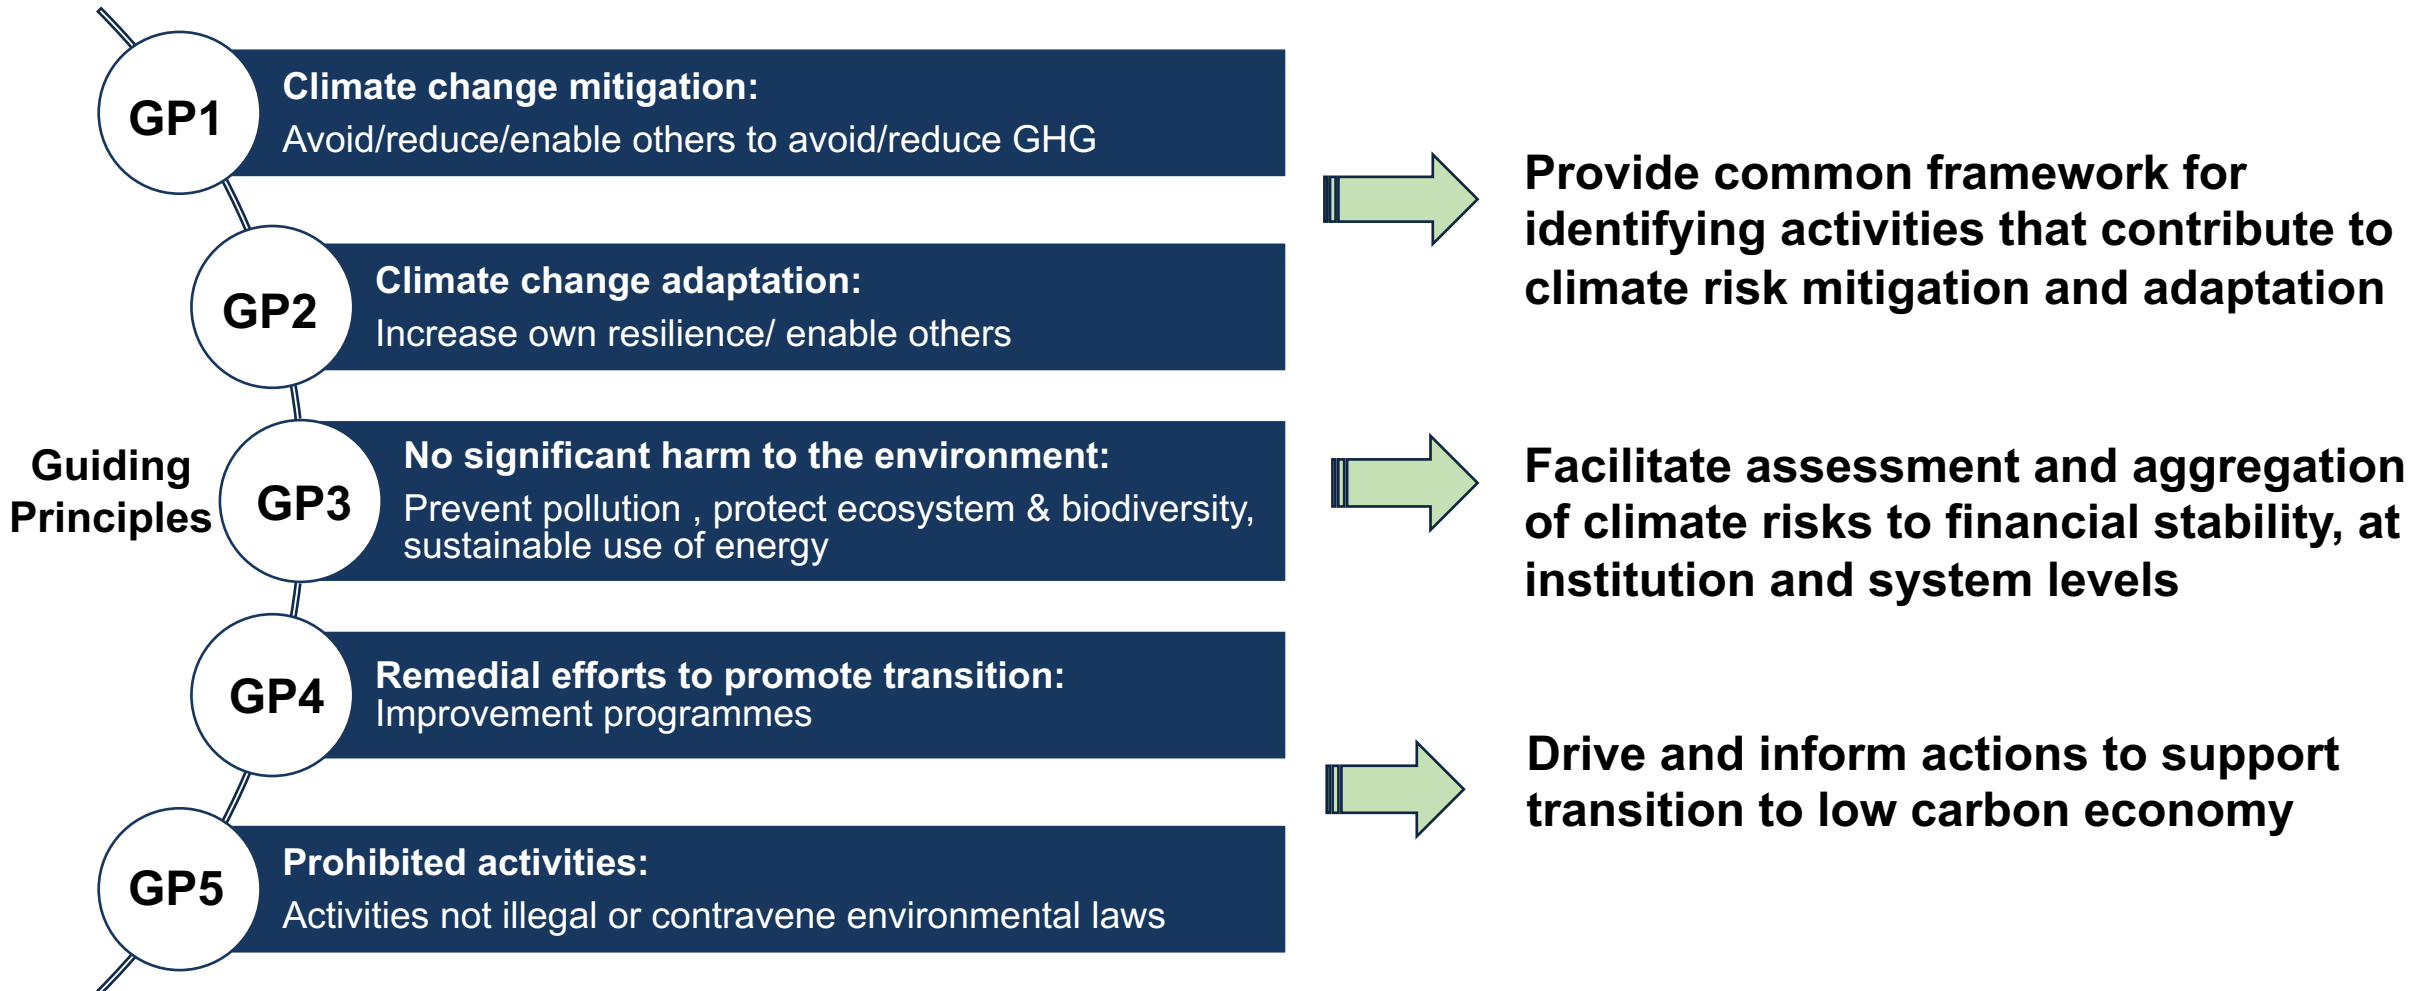 Guiding
Principles
GP1
Climate change mitigation:
Avoid/reduce/enable others to avoid/reduce GHG
GP2
Climate change adaptation:
Increase own resilience/ enable others
GP3
No significant harm to the environment:
Prevent pollution , protect ecosystem & biodiversity,
sustainable use of energy
GP4
Remedial efforts to promote transition:
Improvement programmes
GP5
Prohibited activities:
Activities not illegal or contravene environmental laws
Provide common framework for
identifying activities that contribute to
climate risk mitigation and adaptation
Facilitate assessment and aggregation
of climate risks to financial stability, at
institution and system levels
Drive and inform actions to support
transition to low carbon economy